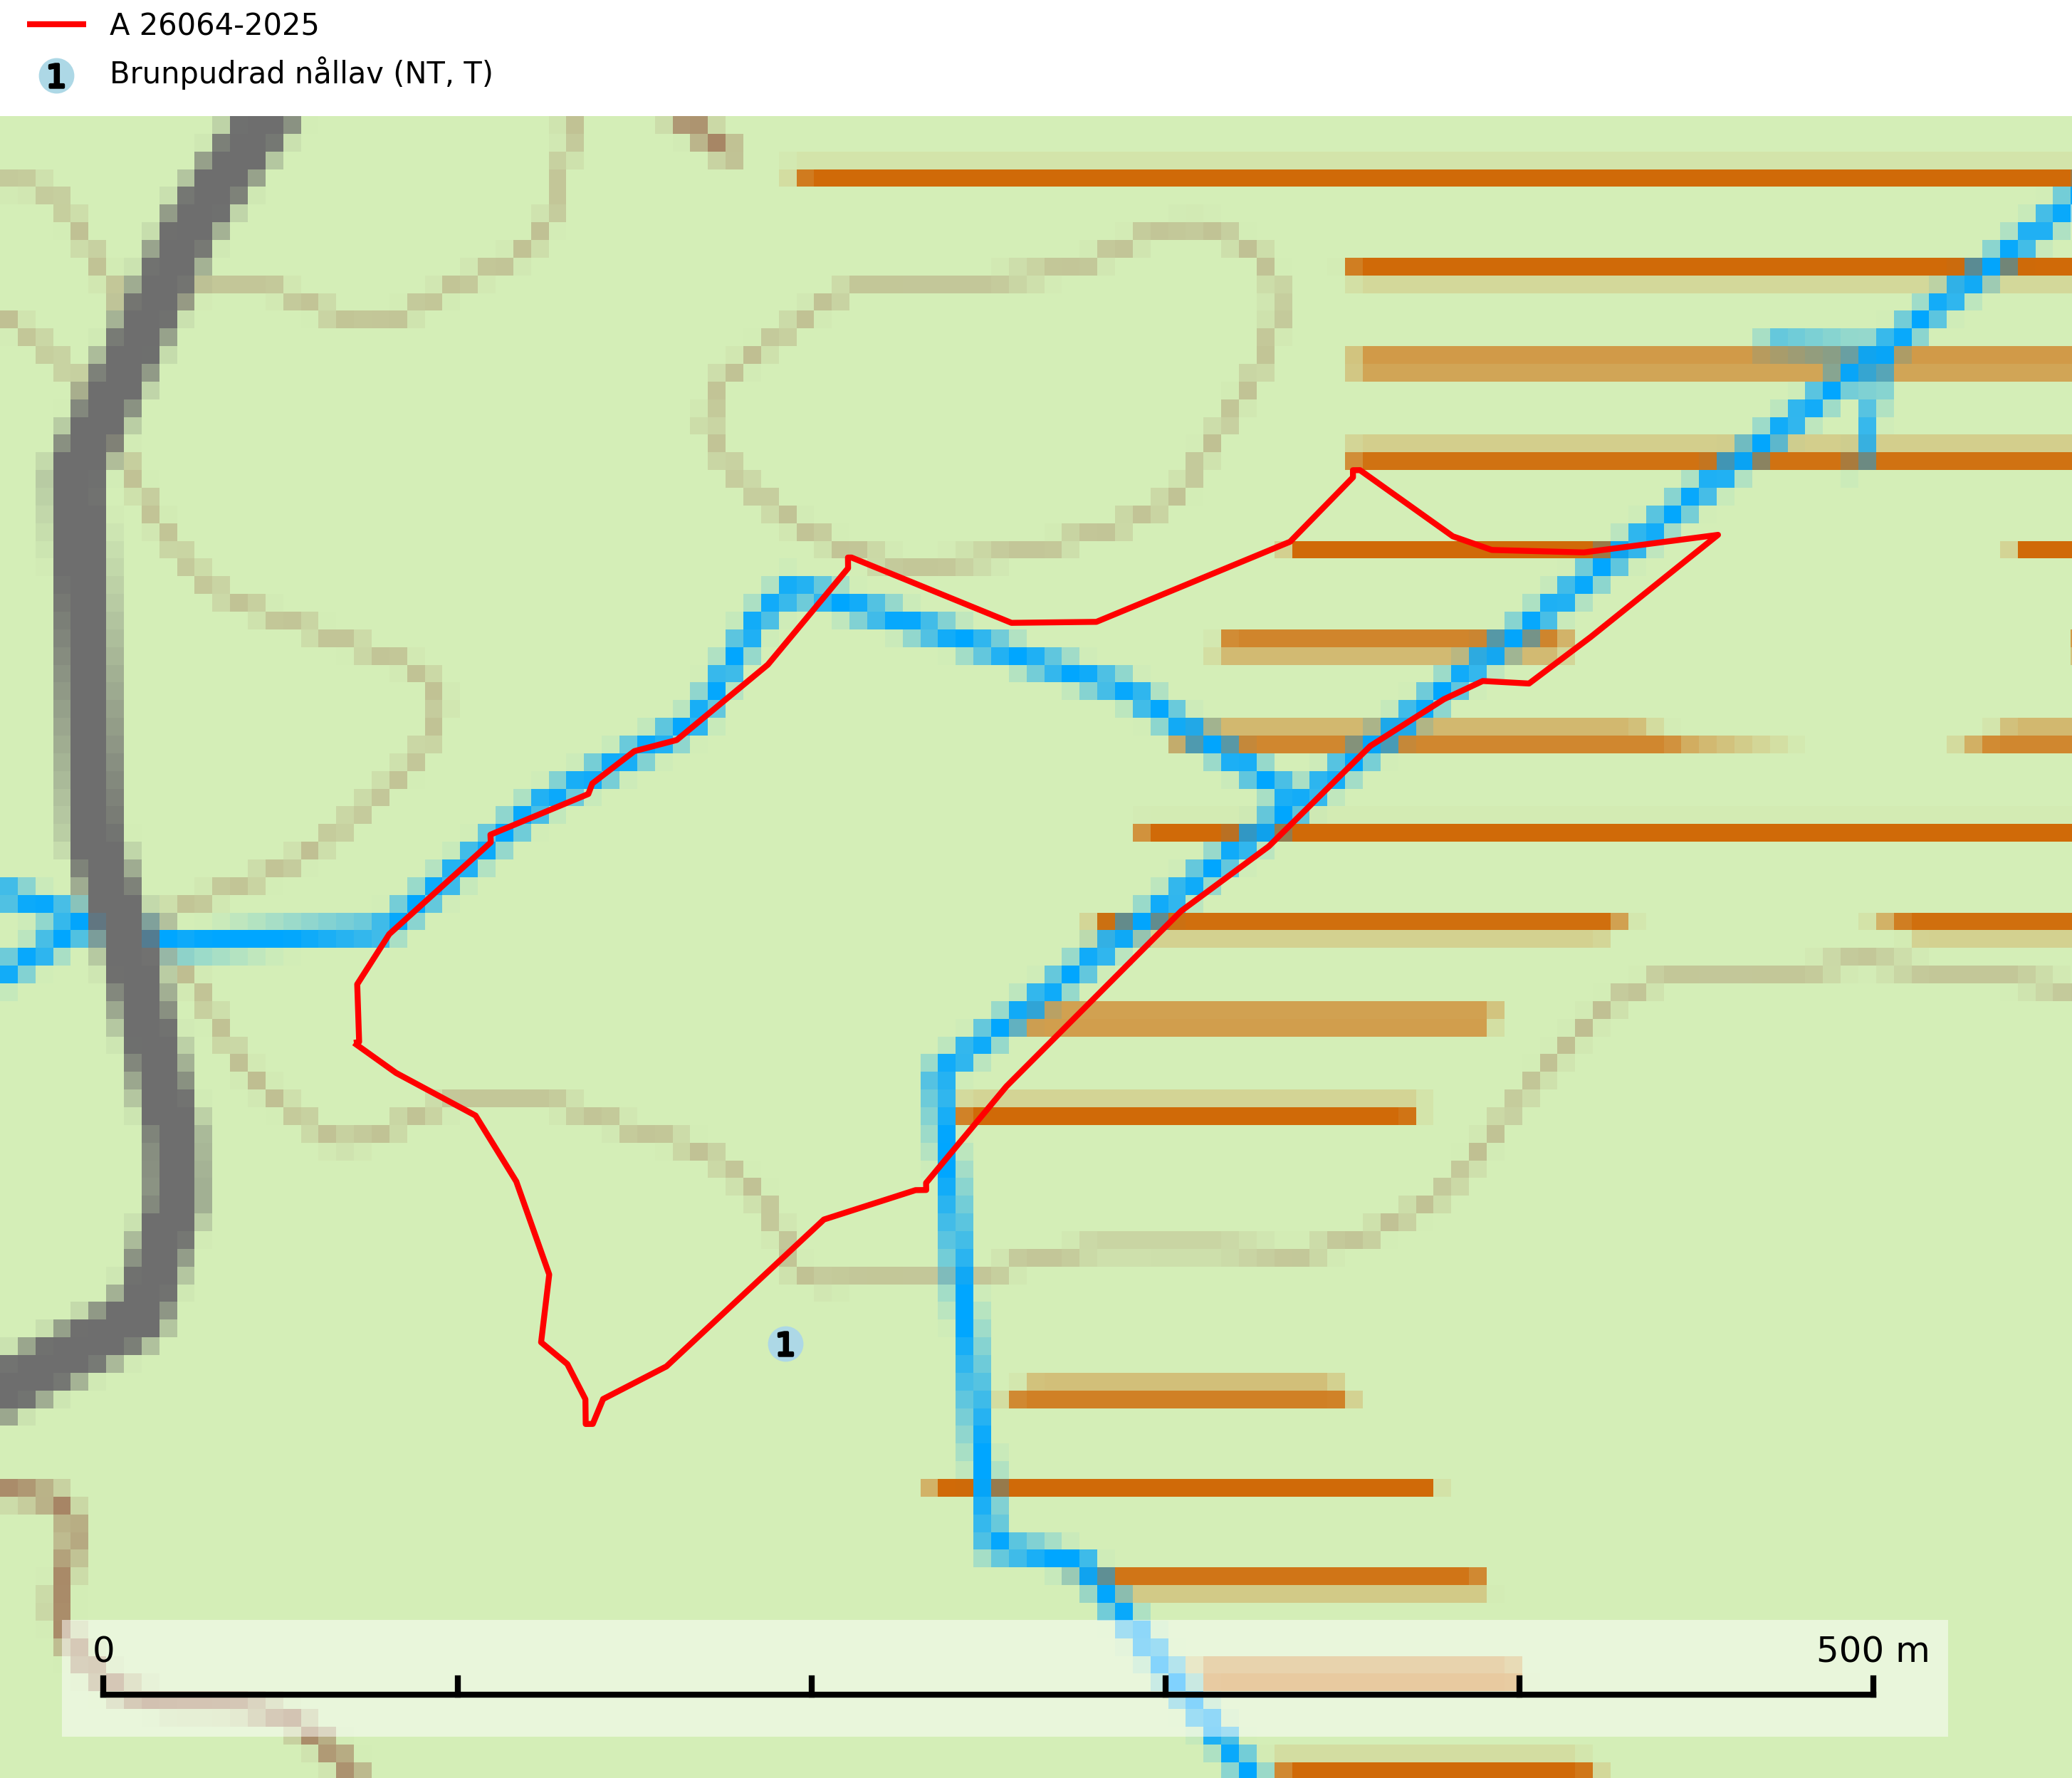 A 26064-2025
1 Brunpudrad nållav (NT, T)
1
0 500 m